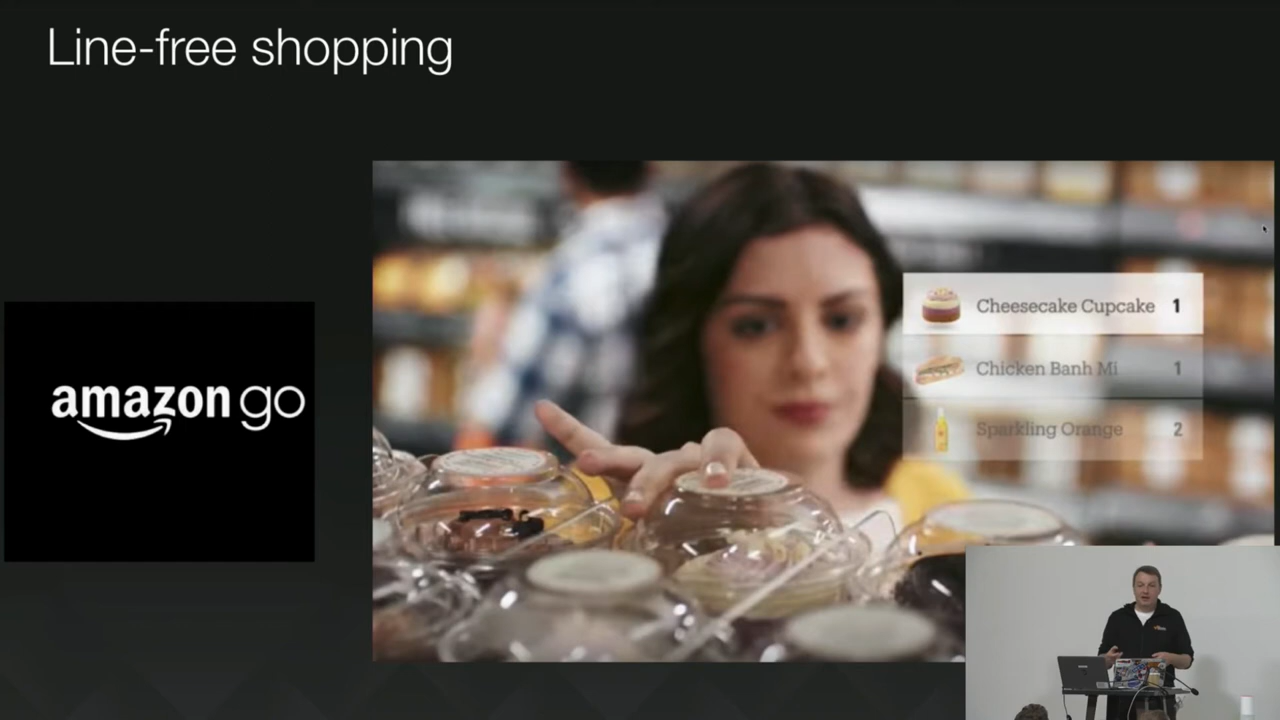 Line-free shopping
amazon go
Cheesecake Cupcake 1
Chicken Banh Mi 1
Sparkling Orange 2